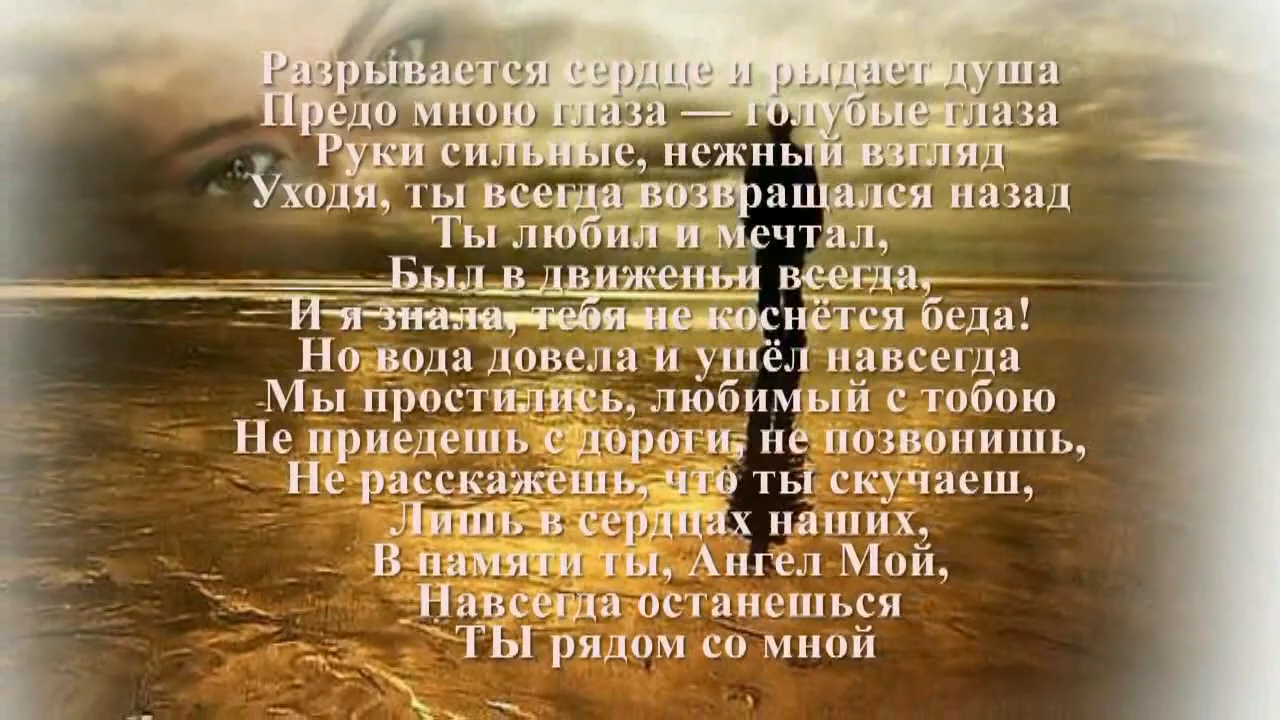 Разрывается сердце и рыдает душа
Предо мною глаза — голубые глаза
Руки сильные, нежный взгляд
Уходя, ты всегда возвращался назад
Ты любил и мечтал,
Был в движеньи всегда,
И я знала, тебя не коснётся беда!
Но вода довела и ушёл навсегда
Мы простились, любимый с тобою
Не приедешь с дороги, не позвонишь,
Не расскажешь, что ты скучаеш,
Лишь в сердцах наших,
В памяти ты, Ангел Мой,
Навсегда останешься
ТЫ рядом со мной